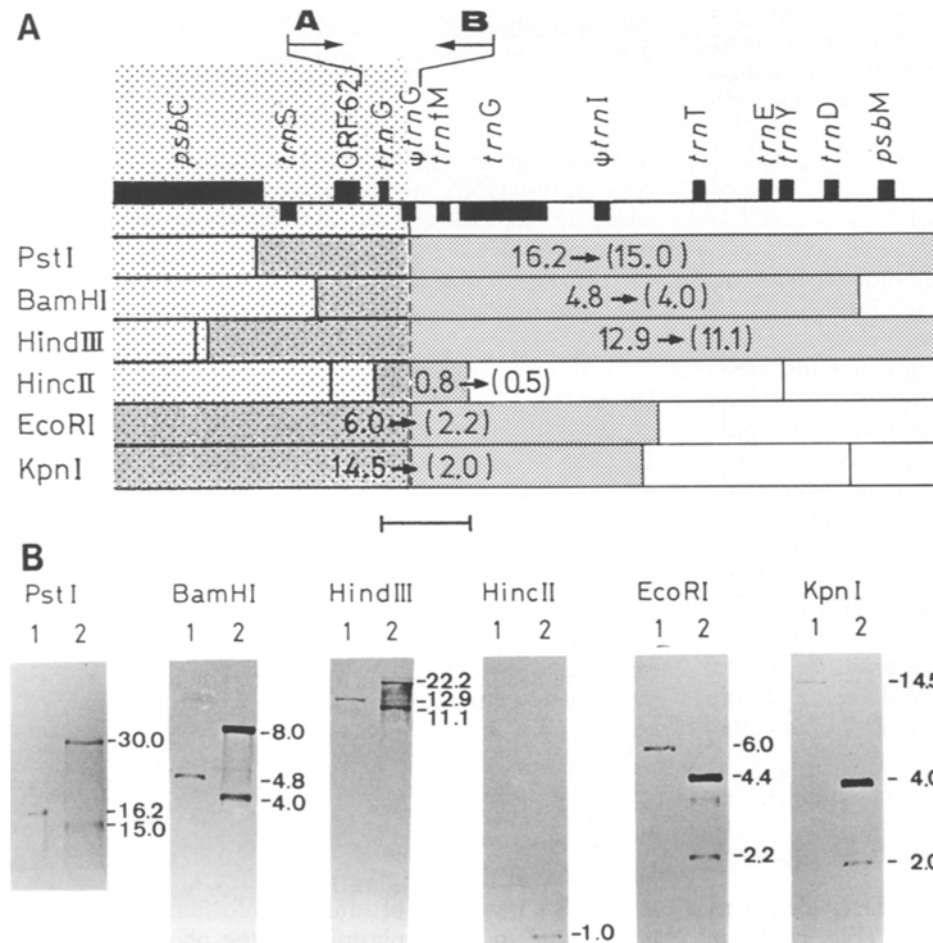 A
A B
psbC trnS ORF62 trnG ψtrnG trnfM trnG ψtrnI trnT trnE trnY trnD psbM
PstI 16.2→(15.0)
BamHI 4.8→(4.0)
HindIII 12.9→(11.1)
HincII 0.8→(0.5)
EcoRI 6.0→(2.2)
KpnI 14.5→(2.0)
B
PstI BamHI HindIII HincII EcoRI KpnI
1 2 1 2 1 2 1 2 1 2 1 2
-30.0
-16.2
-15.0
-8.0
-4.8
-4.0
-22.2
-12.9
-11.1
-1.0
-6.0
-4.4
-2.2
-14.5
-4.0
-2.0